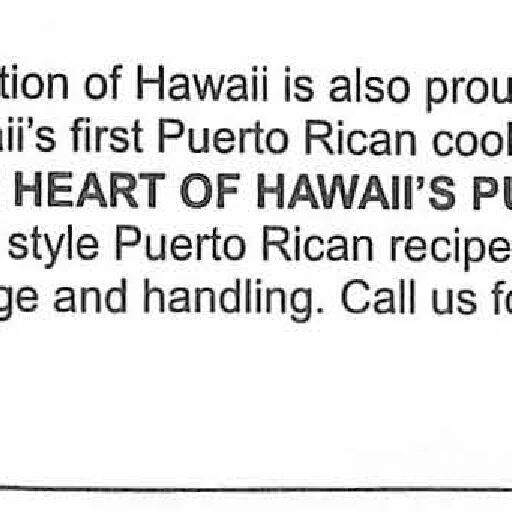 tion of Hawaii is also prou
ii's first Puerto Rican cool
HEART OF HAWAII'S PU
style Puerto Rican recipe
ge and handling. Call us fo